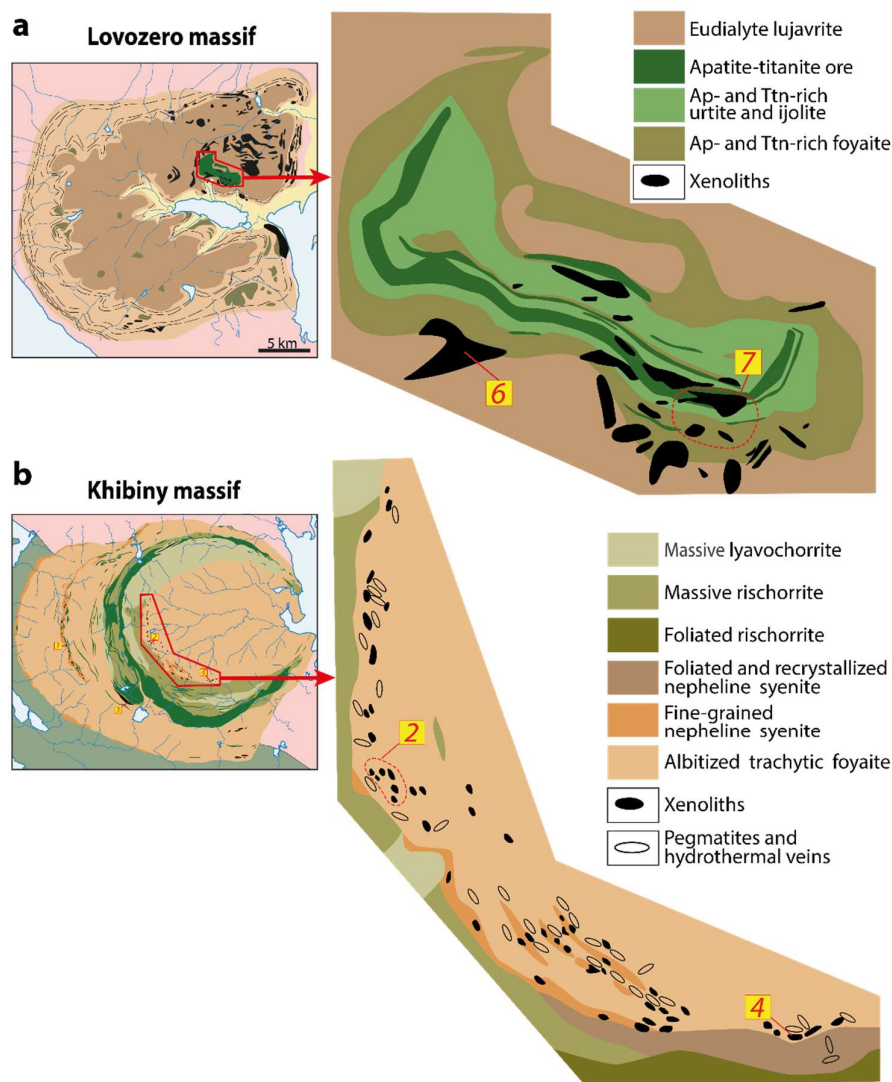 a
Lovozero massif
5 km
6
7
Eudialyte lujavrite
Apatite-titanite ore
Ap- and Ttn-rich
urtite and ijolite
Ap- and Ttn-rich foyaite
Xenoliths
b
Khibiny massif
2
4
Massive lyavochorrite
Massive rischorrite
Foliated rischorrite
Foliated and recrystallized
nepheline syenite
Fine-grained
nepheline syenite
Albitized trachytic foyaite
Xenoliths
Pegmatites and
hydrothermal veins